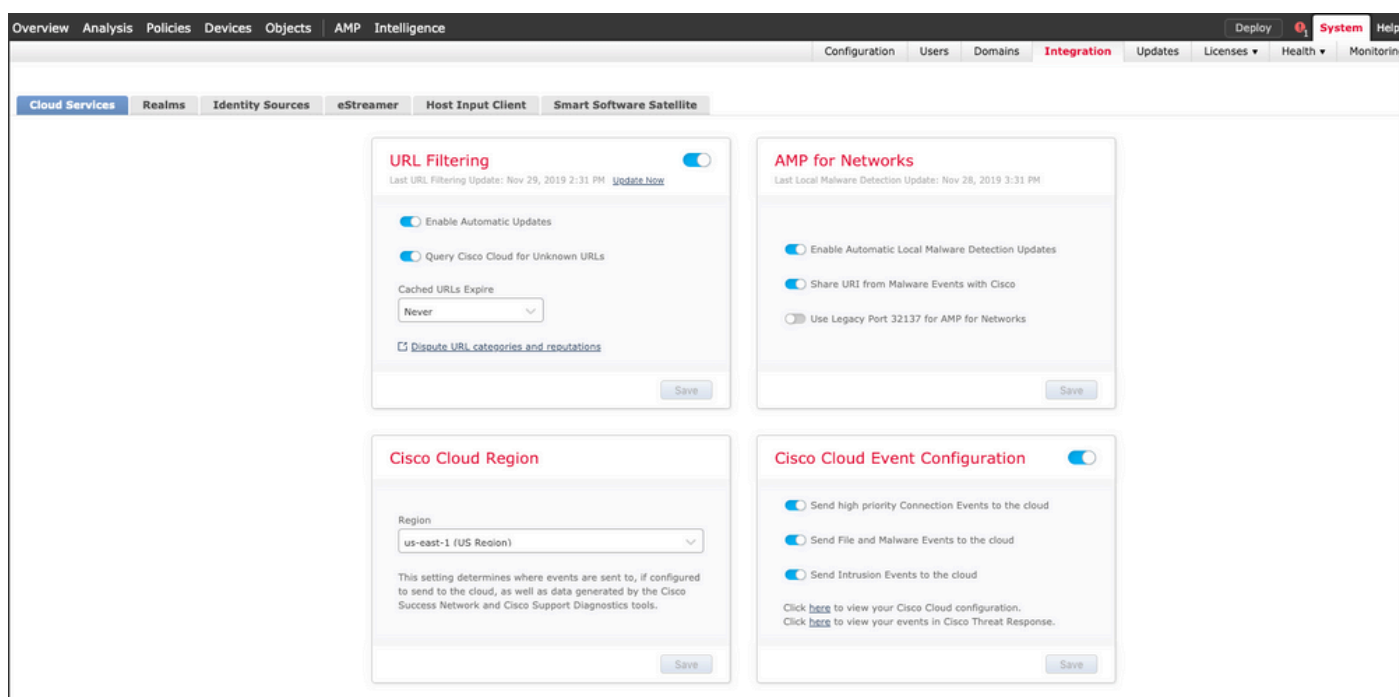 Overview Analysis Policies Devices Objects AMP Intelligence Deploy 1 System Help
Configuration Users Domains Integration Updates Licenses Health
Cloud Services Realms Identity Sources eStreamer Host Input Client Smart Software Satellite
URL Filtering
Last URL Filtering Update: Nov 29, 2019 2:31 PM Update Now
Enable Automatic Updates
Query Cisco Cloud for Unknown URLs
Cached URLs Expire
Never
Dispute URL categories and reputations
Save
AMP for Networks
Last Local Malware Detection Update: Nov 28, 2019 3:31 PM
Enable Automatic Local Malware Detection Updates
Share URI from Malware Events with Cisco
Use Legacy Port 32137 for AMP for Networks
Save
Cisco Cloud Region
Region
us-east-1 (US Region)
This setting determines where events are sent to, if configured
to send to the cloud, as well as data generated by the Cisco
Success Network and Cisco Support Diagnostics tools.
Save
Cisco Cloud Event Configuration
Send high priority Connection Events to the cloud
Send File and Malware Events to the cloud
Send Intrusion Events to the cloud
Click here to view your Cisco Cloud configuration.
Click here to view your events in Cisco Threat Response.
Save